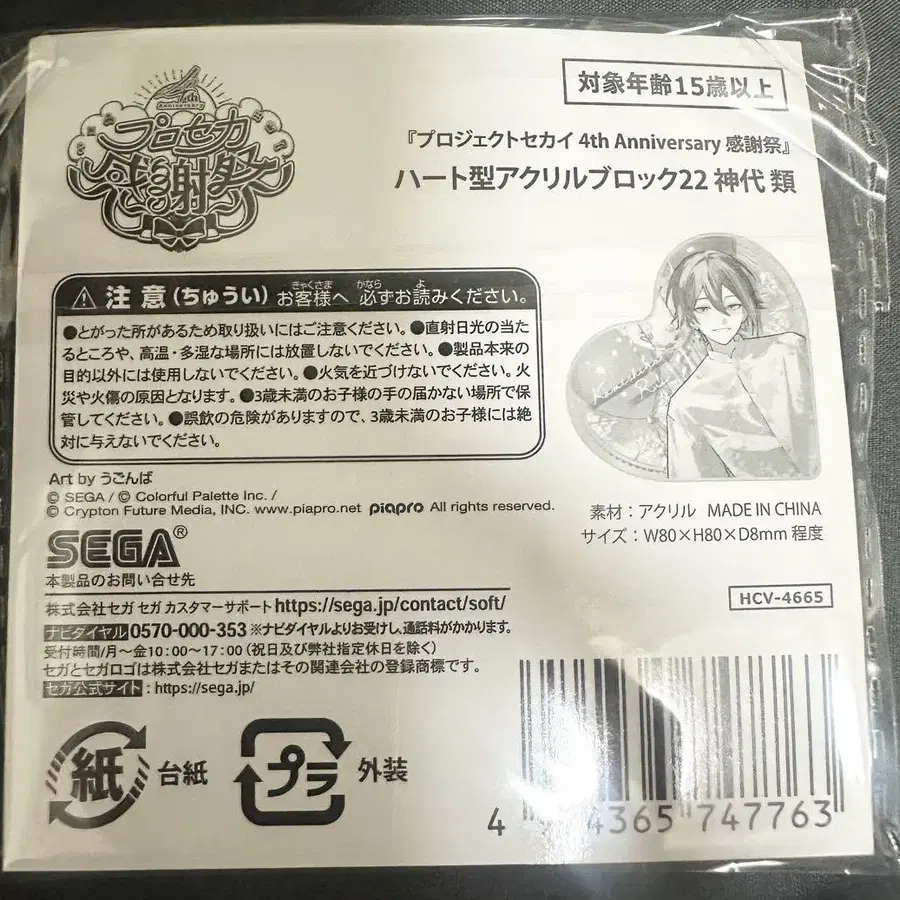 4th
Anniversary
プロセカ
感謝祭
対象年齢15歳以上
『プロジェクトセカイ 4th Anniversary 感謝祭』
ハート型アクリルブロック22 神代 類
注意(ちゅうい) お客様へ 必ずお読みください。
きゃくさま かなら よ
●とがった所があるため取り扱いにはご注意ください。●直射日光の当た
るところや、高温・多湿な場所には放置しないでください。●製品本来の
目的以外には使用しないでください。●火気を近づけないでください。火
災や火傷の原因となります。●3歳未満のお子様の手の届かない場所で保
管してください。●誤飲の危険がありますので、3歳未満のお子様には絶
対に与えないでください。
Art by うごんば
© SEGA / © Colorful Palette Inc. /
© Crypton Future Media, INC. www.piapro.net piapro All rights reserved.
素材:アクリル MADE IN CHINA
サイズ:W80×H80×D8mm 程度
SEGA®
本製品のお問い合せ先
株式会社セガ セガ カスタマーサポート https://sega.jp/contact/soft/
ナビダイヤル 0570-000-353 ※ナビダイヤルよりお受けし、通話料がかかります。
受付時間/月〜金10:00〜17:00(祝日及び弊社指定休日を除く)
セガとセガロゴは株式会社セガまたはその関連会社の登録商標です。
セガ公式サイト:https://sega.jp/
HCV-4665
紙 台紙
プラ 外装
4 4365 747763